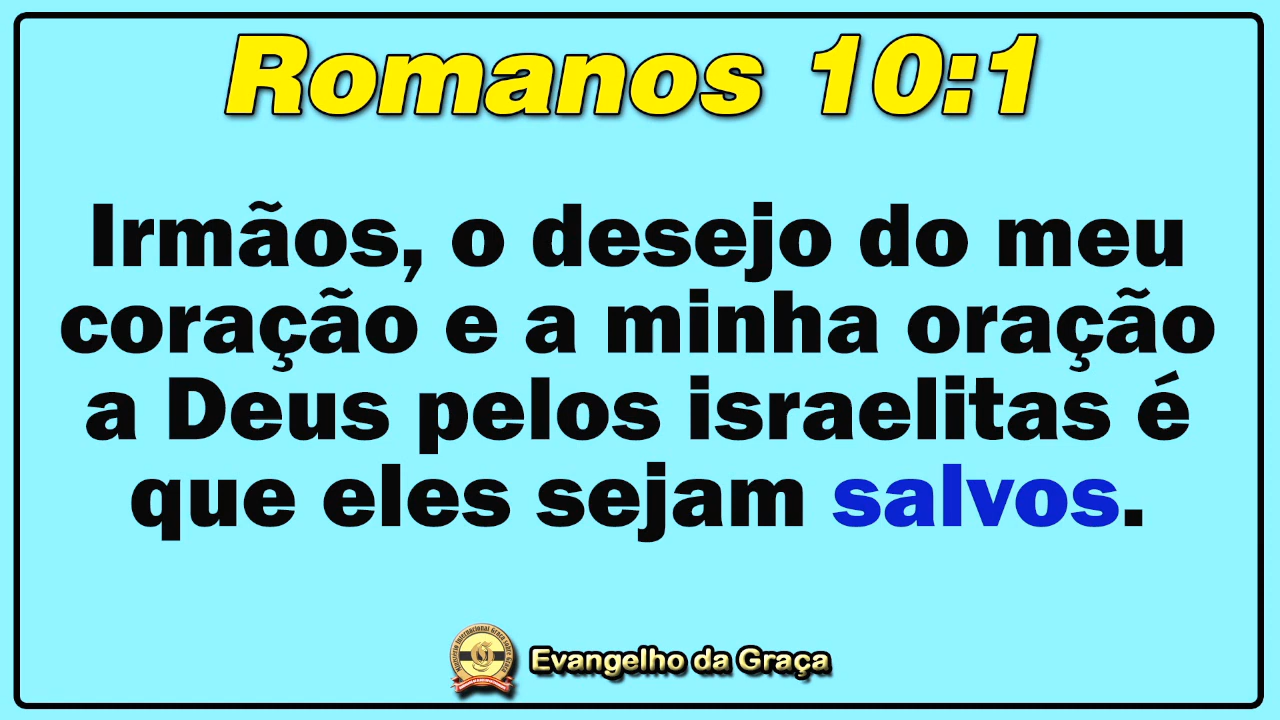 Romanos 10:1
Irmãos, o desejo do meu
coração e a minha oração
a Deus pelos israelitas é
que eles sejam salvos.
Evangelho da Graça